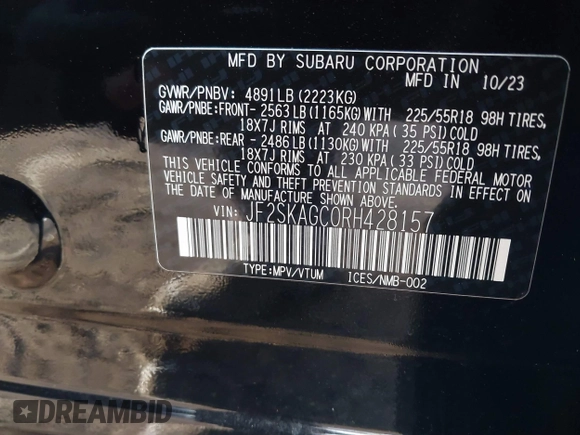 MFD BY SUBARU CORPORATION
MFD IN 10/23
GVWR/PNBV: 4891LB (2223KG)
GAWR/PNBE:FRONT- 2563LB(1165KG)WITH 225/55R18 98H TIRES,
18X7J RIMS AT 240 KPA( 35 PSI)COLD
GAWR/PNBE:REAR - 2486LB(1130KG)WITH 225/55R18 98H TIRES,
18X7J RIMS AT 230 KPA( 33 PSI)COLD
THIS VEHICLE CONFORMS TO ALL APPLICABLE FEDERAL MOTOR
VEHICLE SAFETY AND THEFT PREVENTION STANDARDS IN EFFECT ON
THE DATE OF MANUFACTURE SHOWN ABOVE.
VIN: JF2SKAGC0RH428157
TYPE:MPV/VTUM ICES/NMB-002
DREAMBID